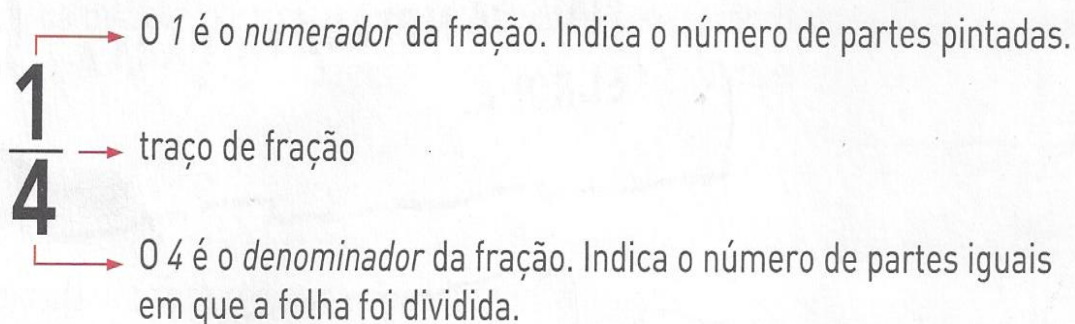 O 1 é o numerador da fração. Indica o número de partes pintadas.
1
traço de fração
4
O 4 é o denominador da fração. Indica o número de partes iguais
em que a folha foi dividida.